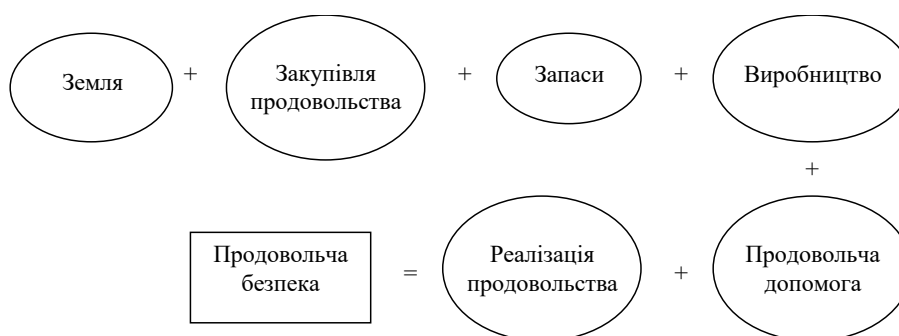 Земля + Закупівля продовольства + Запаси + Виробництво
+
Продовольча безпека = Реалізація продовольства + Продовольча допомога